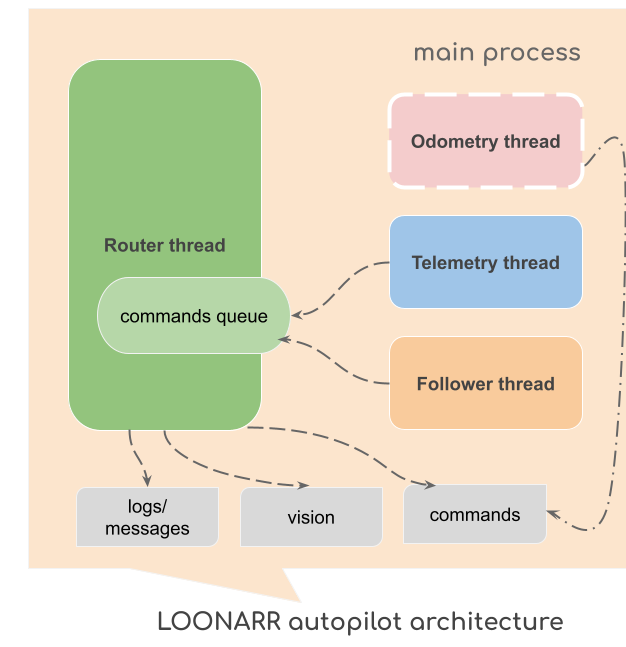 main process
Odometry thread
Router thread
Telemetry thread
commands queue
Follower thread
logs/
messages
vision
commands
LOONARR autopilot architecture